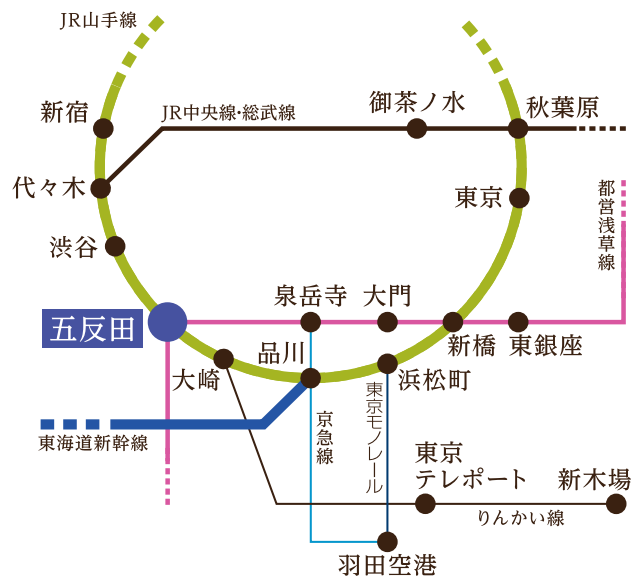 JR山手線
御茶ノ水
秋葉原
新宿
JR中央線・総武線
代々木
東京
都営浅草線
渋谷
泉岳寺
大門
五反田
新橋
東銀座
品川
大崎
浜松町
東海道新幹線
京急線
東京モノレール
東京
テレポート
新木場
りんかい線
羽田空港